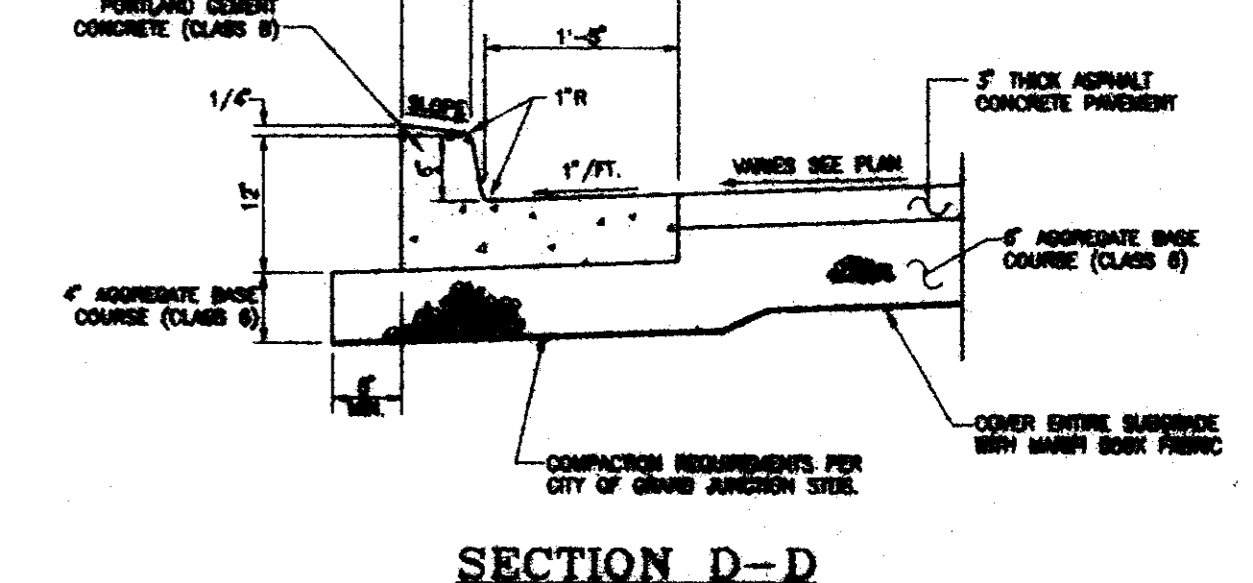 PORTLAND CEMENT
CONCRETE (CLASS B)
1'-5"
1/4"
SLOPE
1"R
3" THICK ASPHALT
CONCRETE PAVEMENT
12"
6"
1"/FT.
VARIES SEE PLAN
AGGREGATE BASE
COURSE (CLASS 6)
4" AGGREGATE BASE
COURSE (CLASS 6)
MIN.
COVER ENTIRE SUBGRADE
WITH MIRAFI FABRIC
COMPACTION REQUIREMENTS PER
CITY OF GRAND JUNCTION STDS.
SECTION D-D